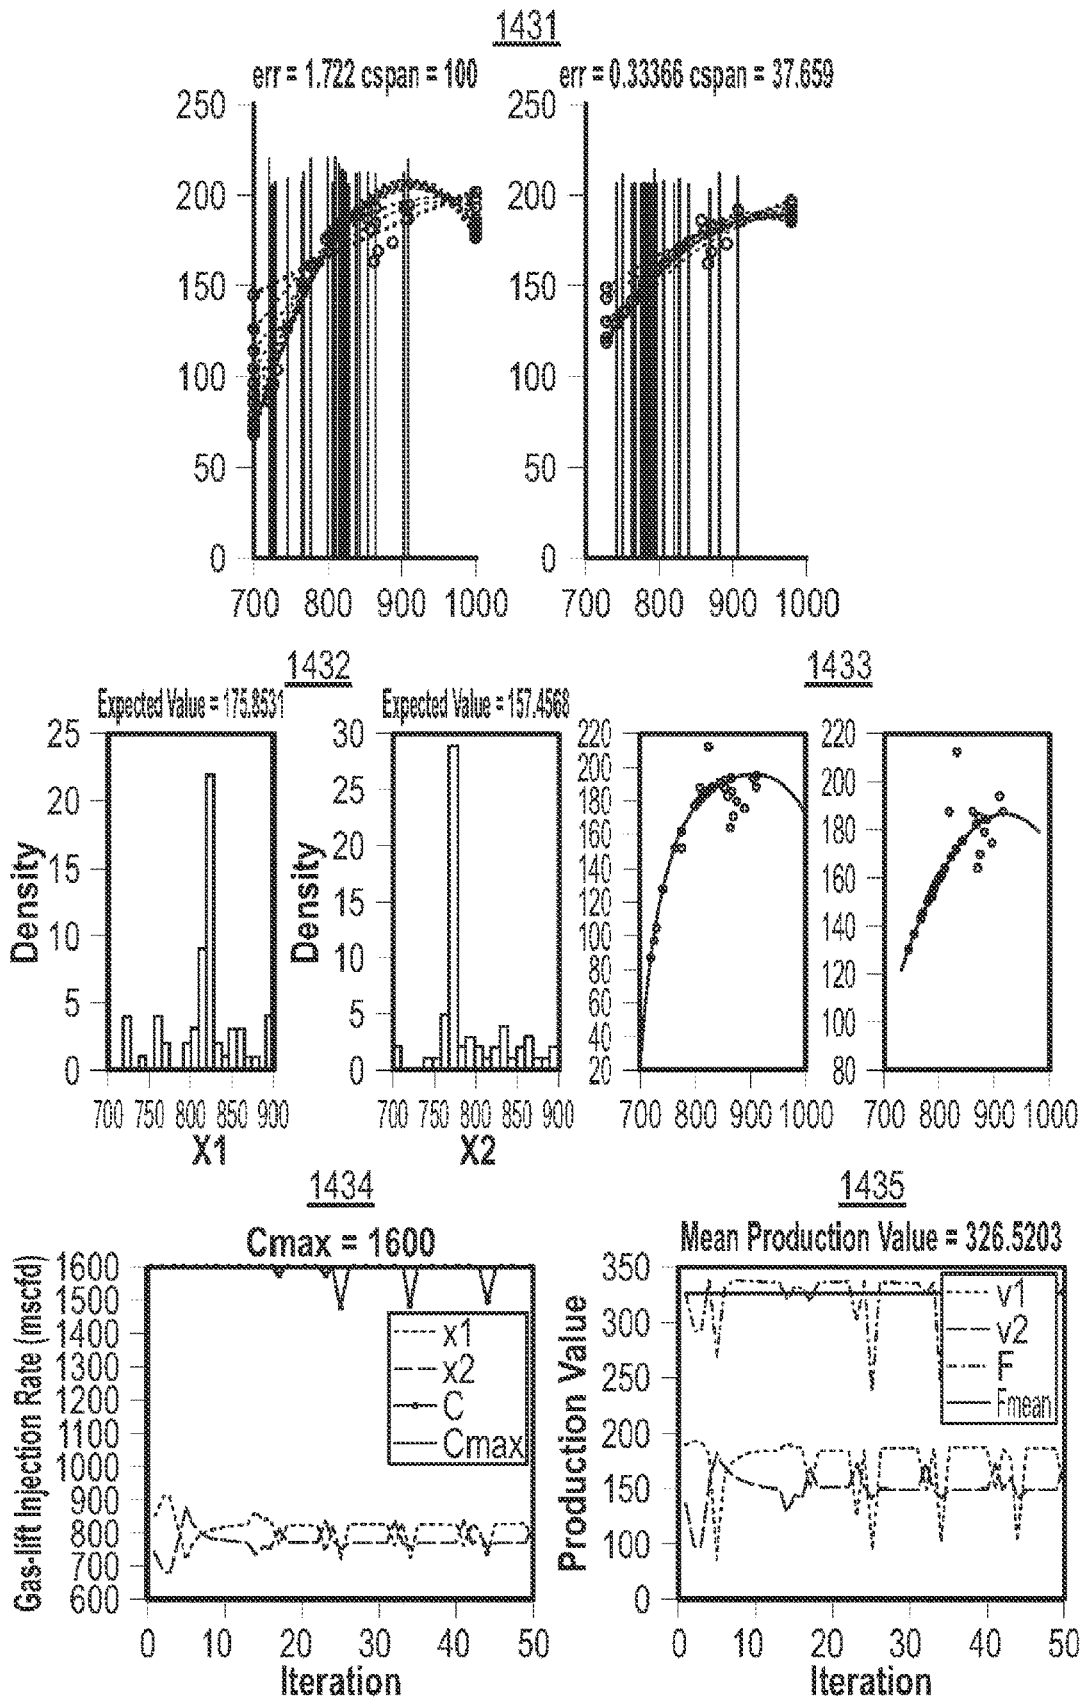 1431
err = 1.722 cspan = 100
err = 0.33366 cspan = 37.659
250
200
150
100
50
0
700 800 900 1000
250
200
150
100
50
0
700 800 900 1000
1432
Expected Value = 175.8531
Expected Value = 157.4568
Density
25
20
15
10
5
0
700 750 800 850 900
X1
Density
30
25
20
15
10
5
0
700 750 800 850 900
X2
1433
220
200
180
160
140
120
100
80
60
40
20
700 800 900 1000
220
200
180
160
140
120
100
80
700 800 900 1000
1434
Cmax = 1600
Gas-lift Injection Rate (mscfd)
1600
1500
1400
1300
1200
1100
1000
900
800
700
600
x1
x2
C
Cmax
0 10 20 30 40 50
Iteration
1435
Mean Production Value = 326.5203
Production Value
350
300
250
200
150
100
0
v1
v2
F
Fmean
0 10 20 30 40 50
Iteration